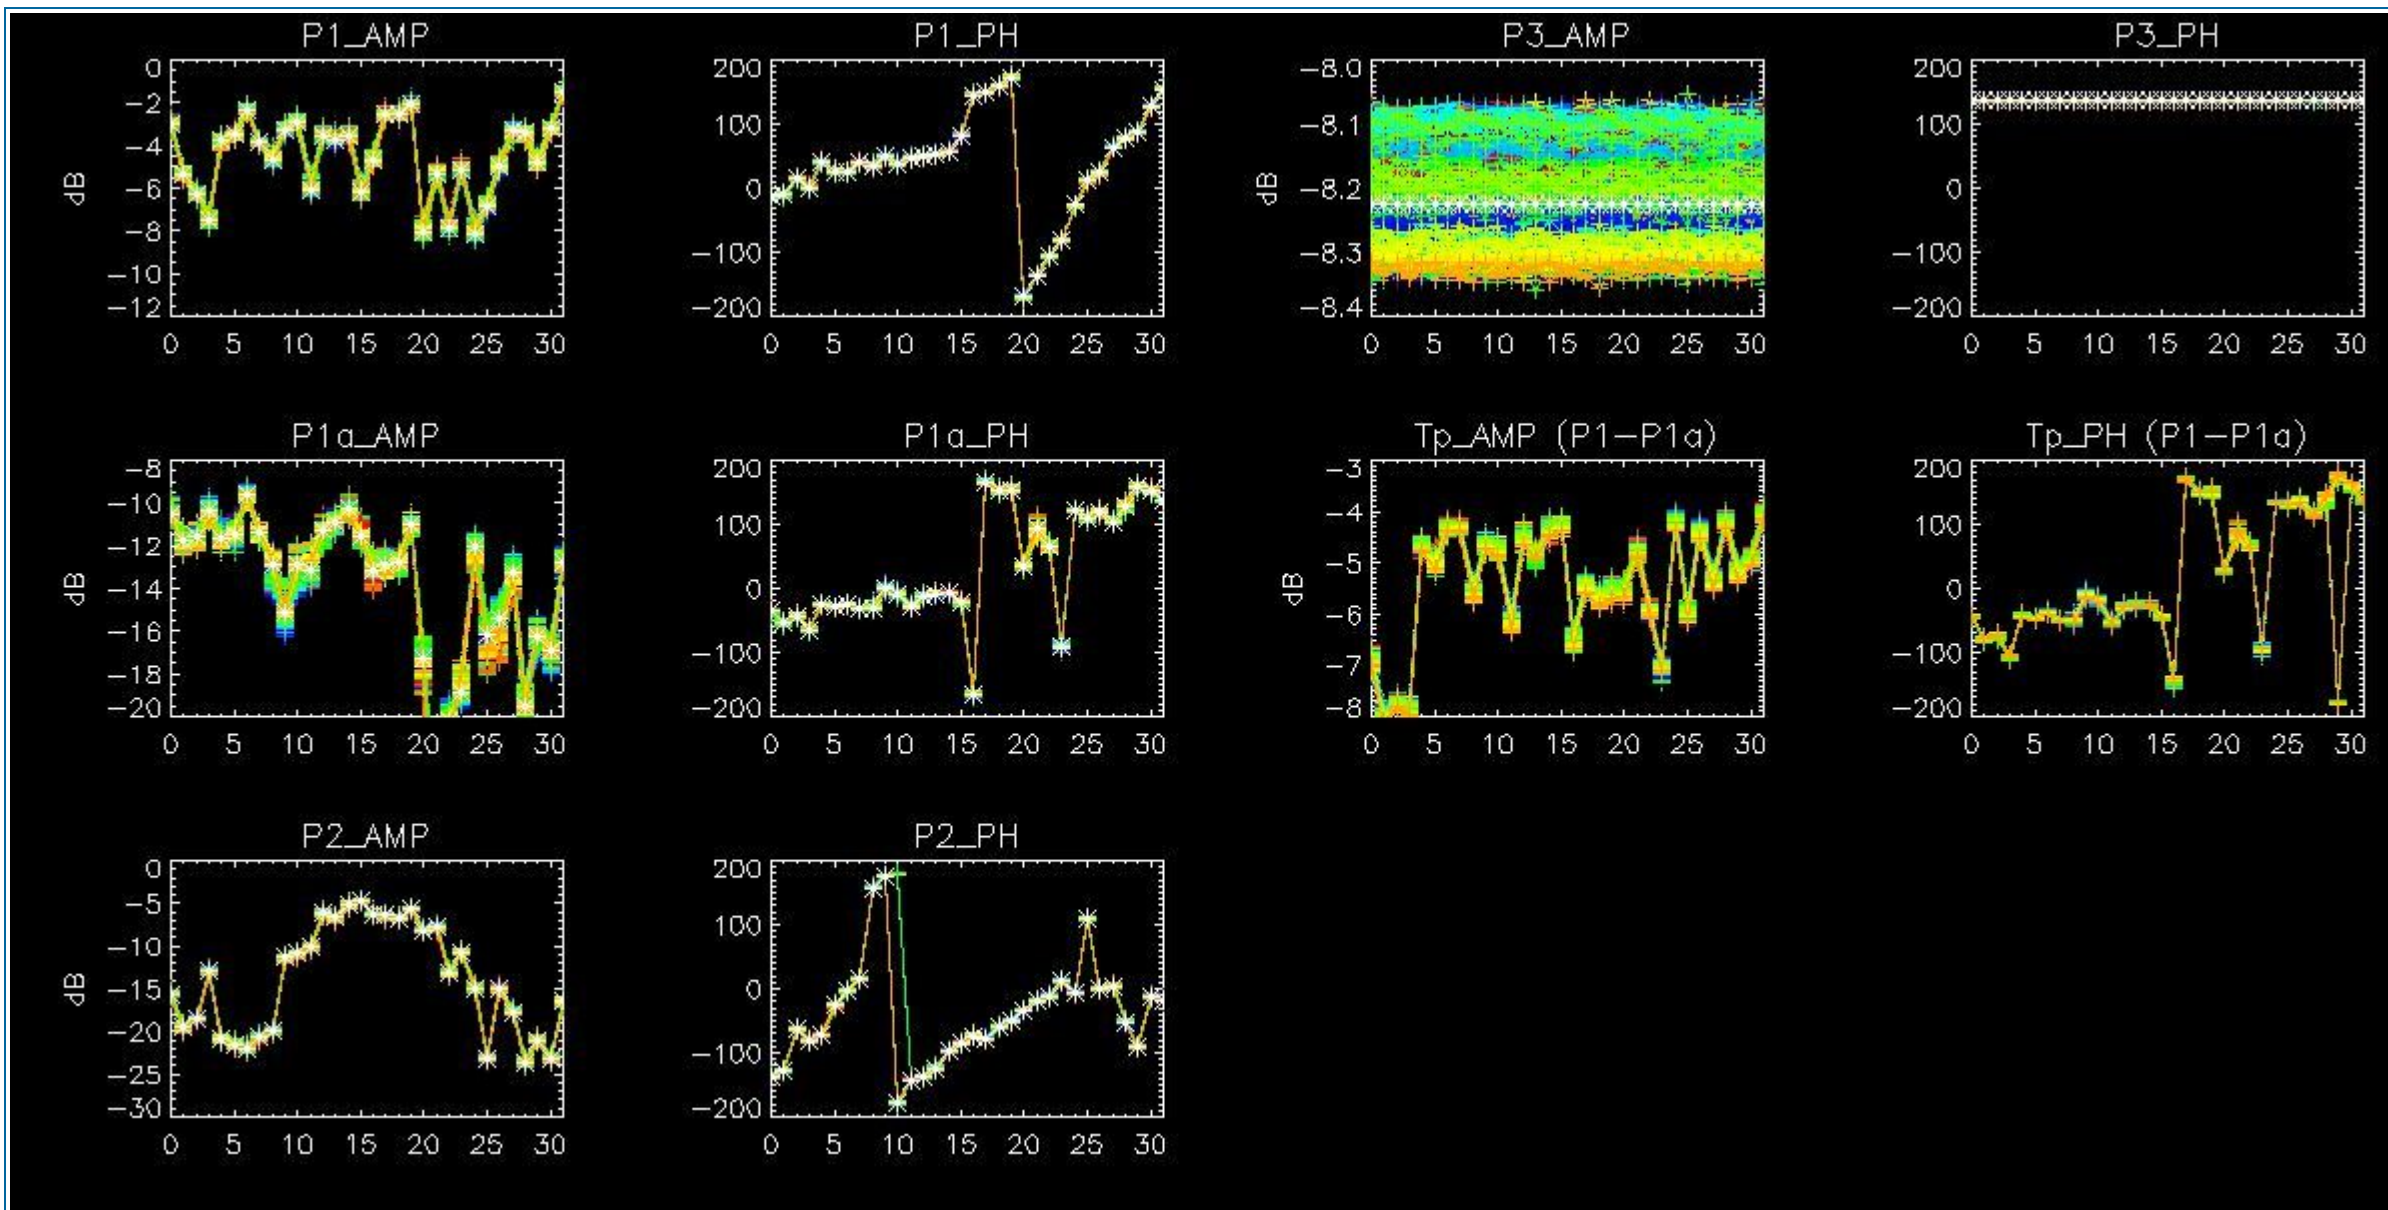 P1_AMP P1_PH P3_AMP P3_PH
0 200 −8.0 200
−2
−4 100 −8.1 100
dB −6 0 dB −8.2 0
−8
−10 −100 −8.3 −100
−12 −200 −8.4 −200
0 5 10 15 20 25 30 0 5 10 15 20 25 30 0 5 10 15 20 25 30 0 5 10 15 20 25 30
P1a_AMP P1a_PH Tp_AMP (P1−P1a) Tp_PH (P1−P1a)
−8 200 −3 200
−10 100 −4 100
−12 −5
dB −14 0 dB 0
−16 −6
−18 −100 −7 −100
−20 −200 −8 −200
0 5 10 15 20 25 30 0 5 10 15 20 25 30 0 5 10 15 20 25 30 0 5 10 15 20 25 30
P2_AMP P2_PH
0 200
−5 100
−10
dB −15 0
−20
−25 −100
−30 −200
0 5 10 15 20 25 30 0 5 10 15 20 25 30